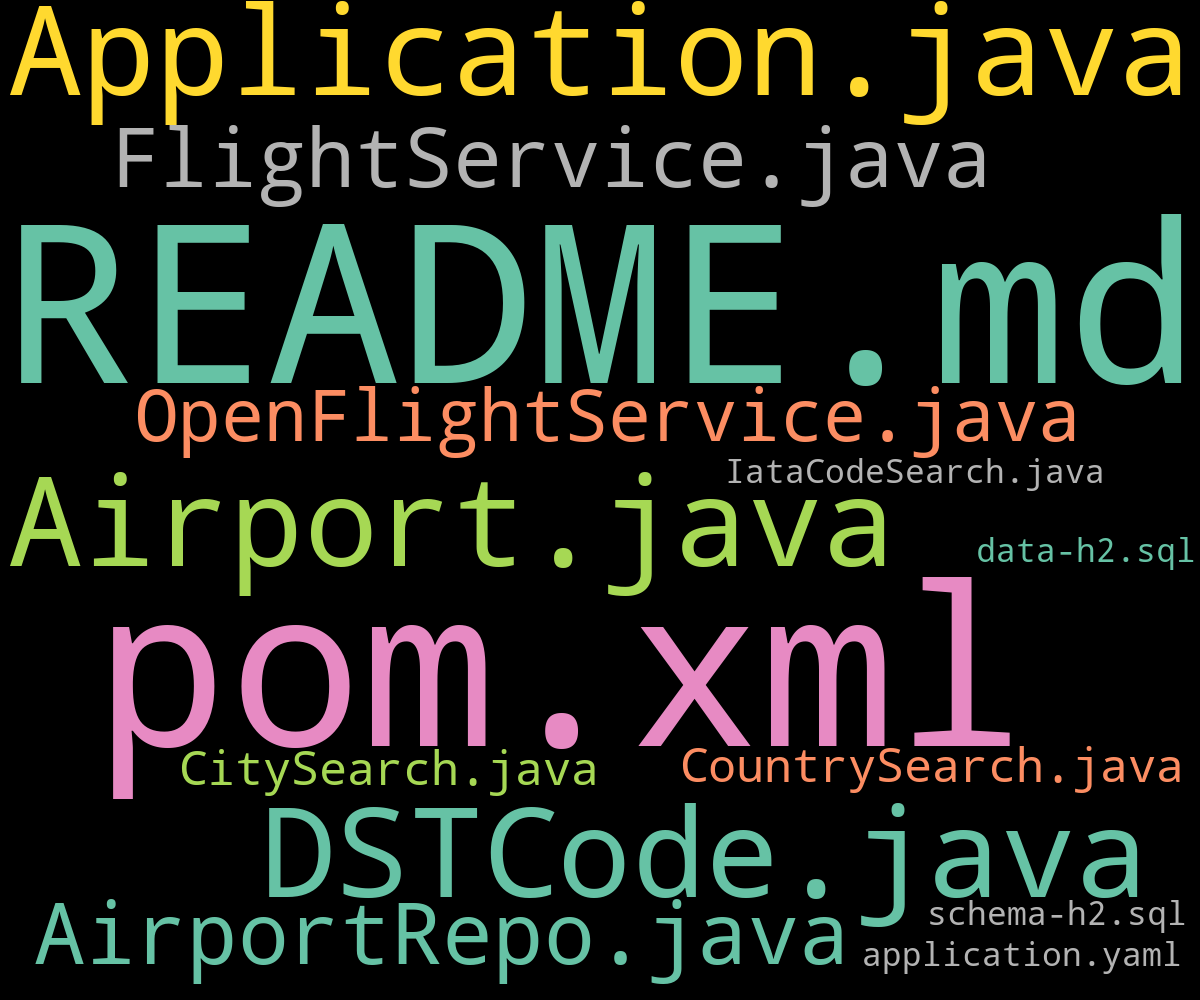 Application.java
FlightService.java
README.md
OpenFlightService.java
IataCodeSearch.java
Airport.java
data-h2.sql
pom.xml
CitySearch.java
CountrySearch.java
DSTCode.java
schema-h2.sql
AirportRepo.java
application.yaml